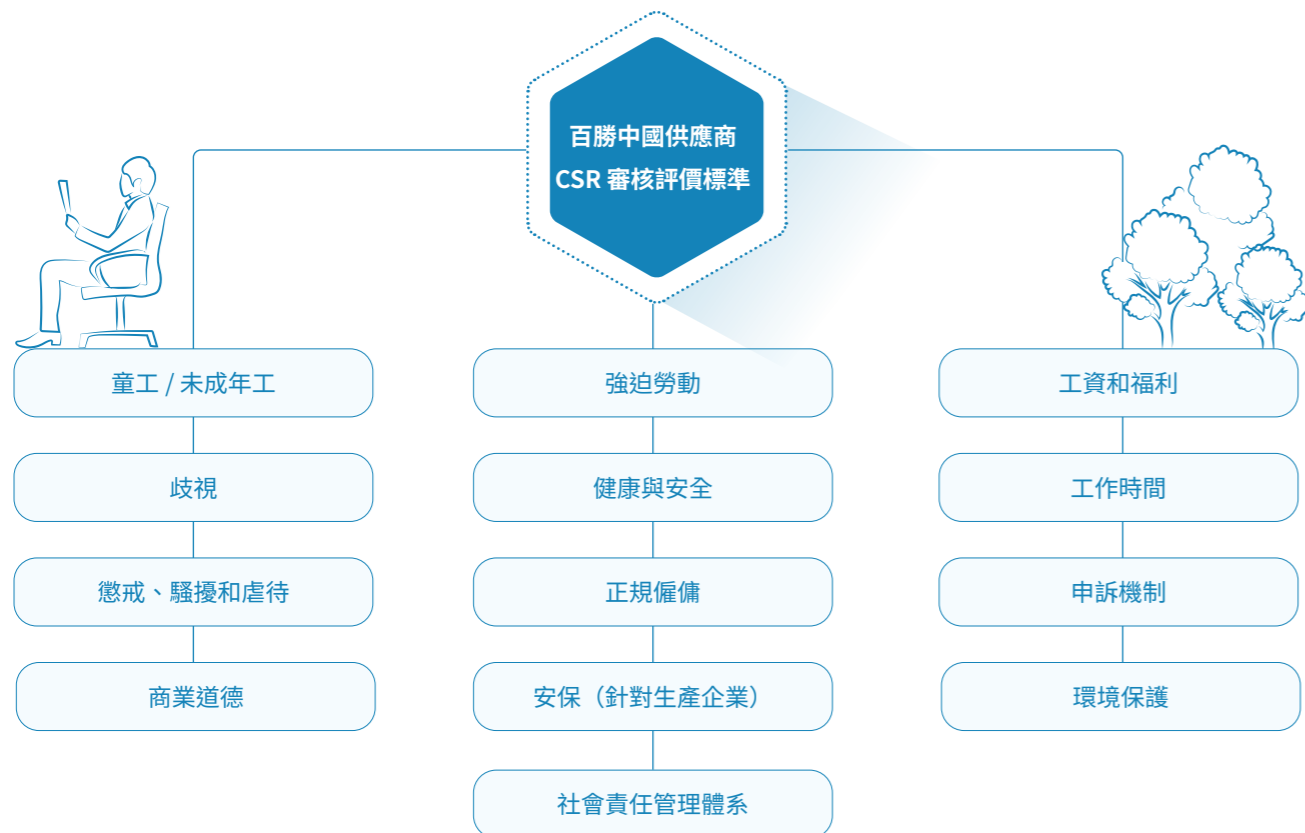 百勝中國供應商
CSR 審核評價標準
童工 / 未成年工
強迫勞動
工資和福利
歧視
健康與安全
工作時間
懲戒、騷擾和虐待
正規僱傭
申訴機制
商業道德
安保（針對生產企業）
環境保護
社會責任管理體系